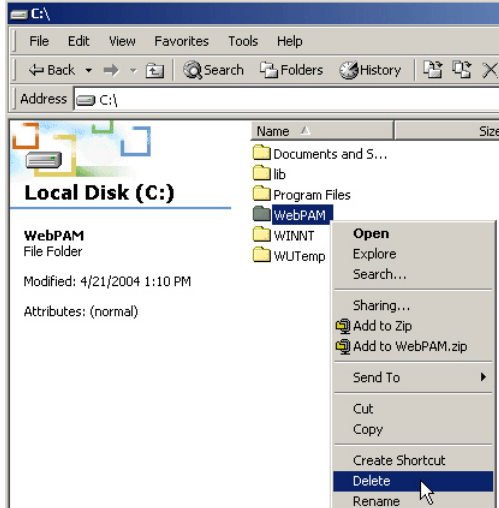 C:\
File Edit View Favorites Tools Help
Back Search Folders History
Address C:\
Local Disk (C:)
WebPAM
File Folder
Modified: 4/21/2004 1:10 PM
Attributes: (normal)
Name Size
Documents and S...
lib
Program Files
WebPAM
WINNT
WUTemp
Open
Explore
Search...
Sharing...
Add to Zip
Add to WebPAM.zip
Send To
Cut
Copy
Create Shortcut
Delete
Rename